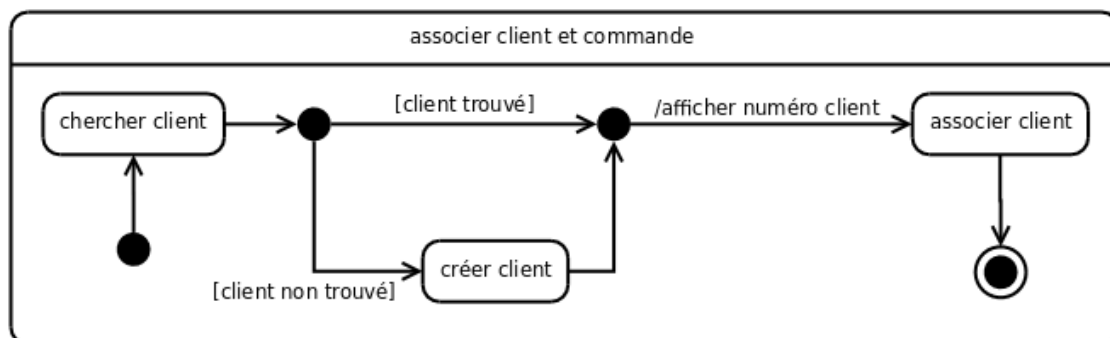 associer client et commande
chercher client
[client trouvé]
/afficher numéro client
associer client
[client non trouvé]
créer client